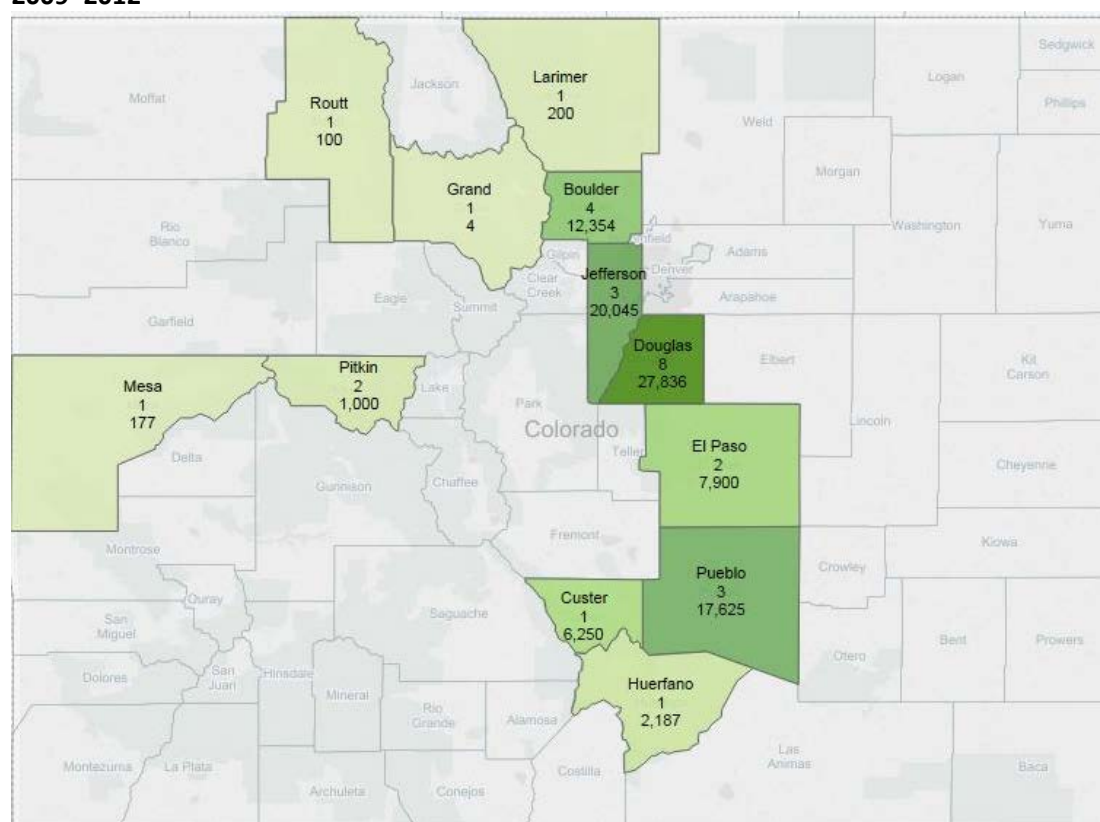 2009-2012
Sedgwick
Moffat
Jackson
Larimer
1
200
Logan
Phillips
Routt
1
100
Weld
Morgan
Grand
1
4
Boulder
4
12,354
Washington
Yuma
Rio
Blanco
Gilpin
Adams
Clear
Creek
Jefferson
3
20,045
Denver
Eagle
Summit
Arapahoe
Garfield
Douglas
8
27,836
Elbert
Kit
Carson
Mesa
1
177
Pitkin
2
1,000
Lake
Park
Lincoln
Colorado
Teller
El Paso
2
7,900
Delta
Cheyenne
Gunnison
Chaffee
Fremont
Montrose
Kiowa
Crowley
Pueblo
3
17,625
Ouray
Custer
1
6,250
San
Miguel
Saguache
Bent
Prowers
Otero
Dolores
San
Juan
Hinsdale
Mineral
Huerfano
1
2,187
Rio
Grande
Alamosa
Las
Animas
Montezuma
La Plata
Costilla
Baca
Archuleta
Conejos